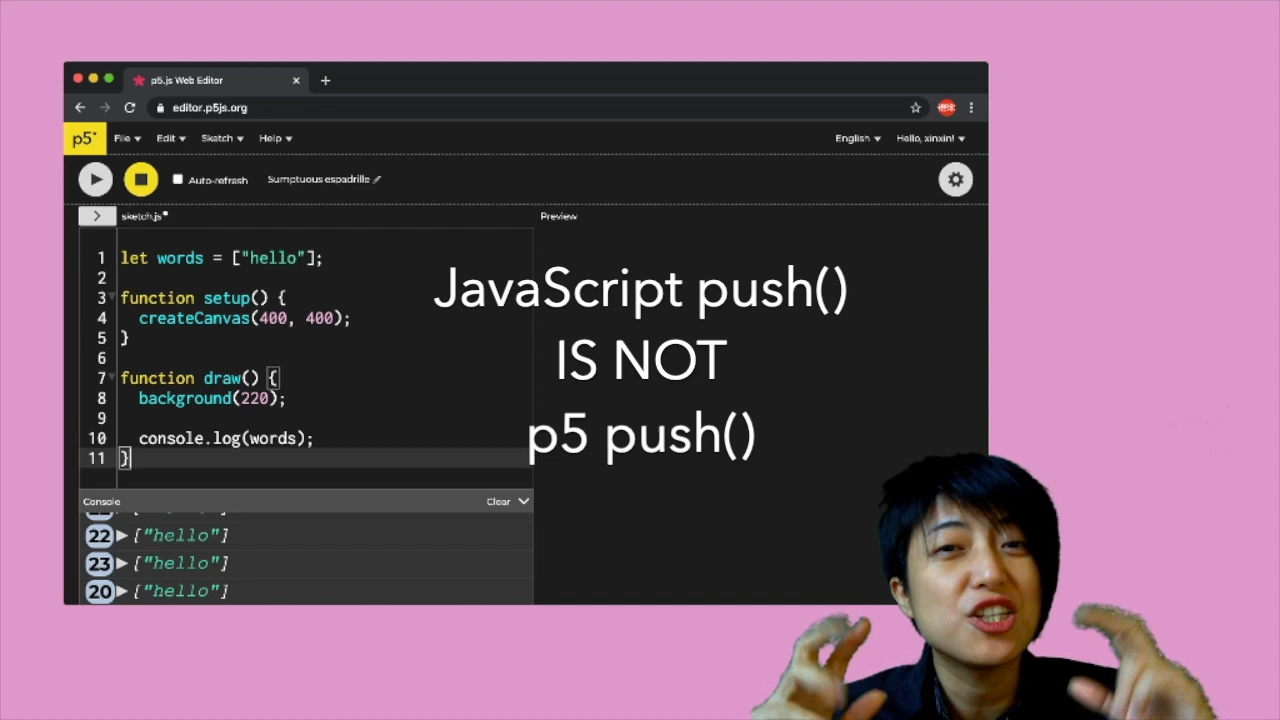 p5.js Web Editor
editor.p5js.org
p5*
File
Edit
Sketch
Help
English
Hello, xinxin!
Auto-refresh
Sumptuous espadrille
sketch.js
Preview
1 let words = ["hello"];
2
3 function setup() {
4 createCanvas(400, 400);
5 }
6
7 function draw() {
8 background(220);
9
10 console.log(words);
11 }
JavaScript push()
IS NOT
p5 push()
Console
Clear
22 ["hello"]
23 ["hello"]
20 ["hello"]